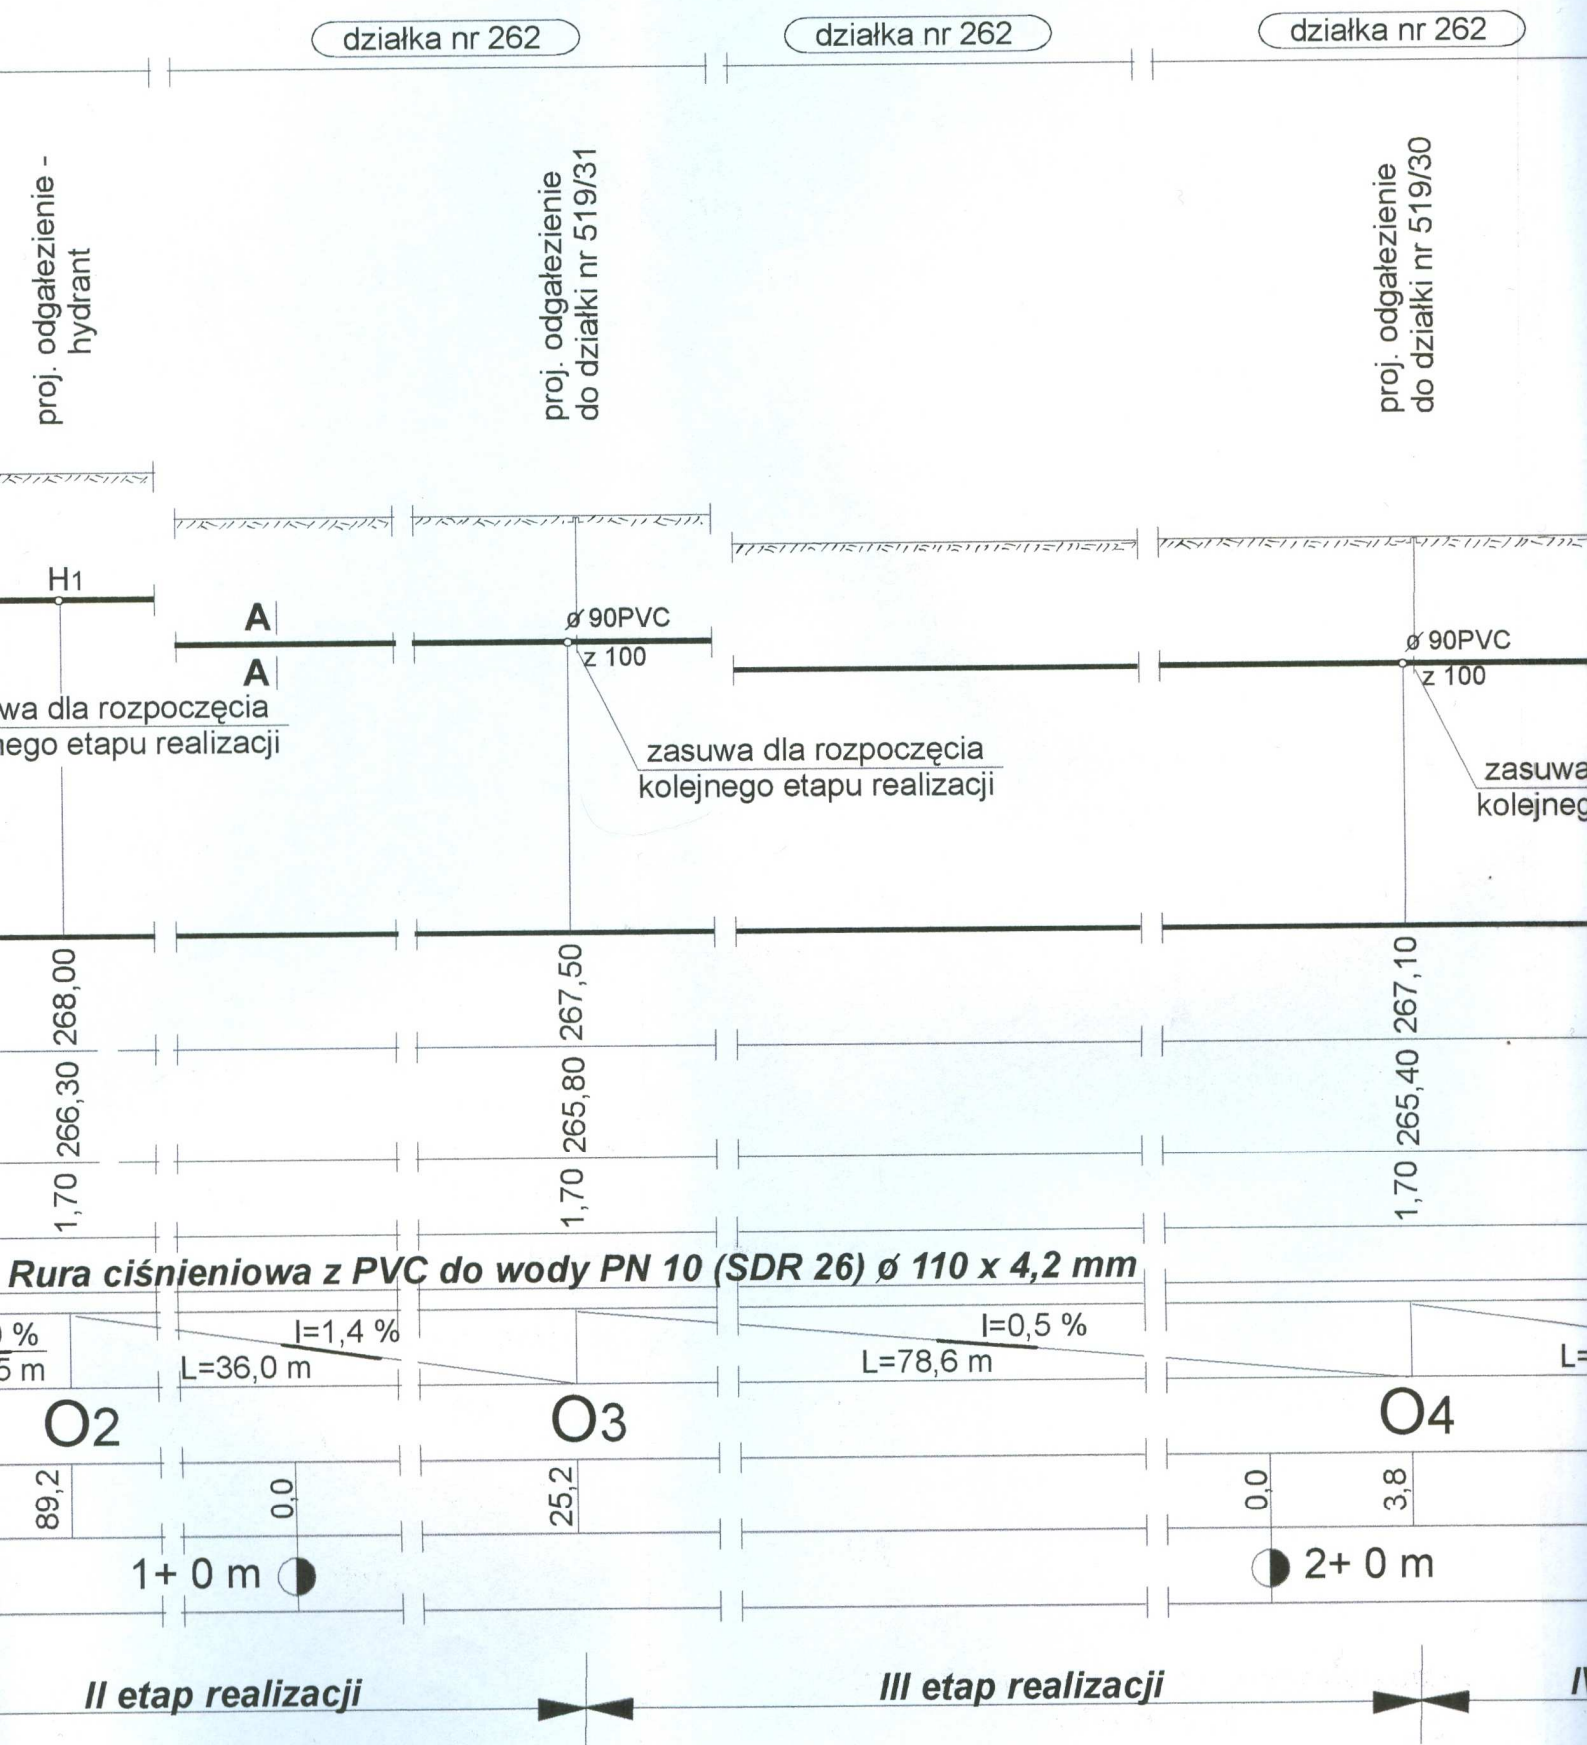 działka nr 262
działka nr 262
działka nr 262
proj. odgałezienie -
hydrant
proj. odgałezienie
do działki nr 519/31
proj. odgałezienie
do działki nr 519/30
H1
A
A
ø 90PVC
z 100
ø 90PVC
z 100
wa dla rozpoczęcia
nego etapu realizacji
zasuwa dla rozpoczęcia
kolejnego etapu realizacji
zasuwa
kolejneg
268,00
267,50
267,10
266,30
265,80
265,40
1,70
1,70
1,70
Rura ciśnieniowa z PVC do wody PN 10 (SDR 26) ø 110 x 4,2 mm
%
5 m
I=1,4 %
L=36,0 m
I=0,5 %
L=78,6 m
L=
O2
O3
O4
89,2
0,0
25,2
0,0
3,8
1+ 0 m
2+ 0 m
II etap realizacji
III etap realizacji